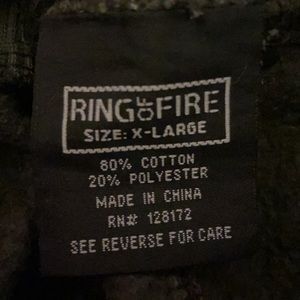 RING OF FIRE
SIZE: X-LARGE
80% COTTON
20% POLYESTER
MADE IN CHINA
RN# 128172
SEE REVERSE FOR CARE